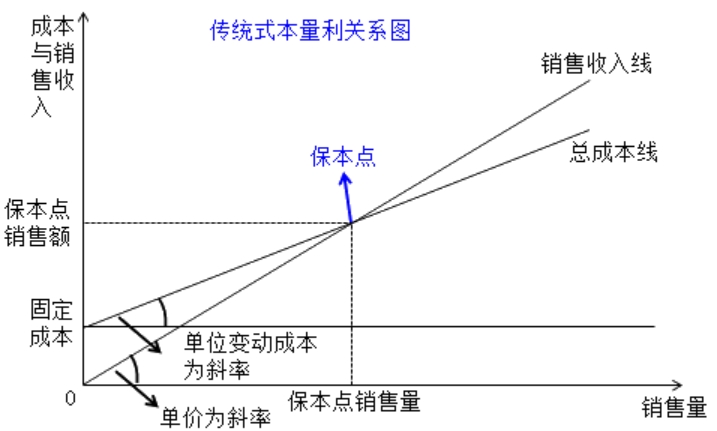 传统式本量利关系图
成本
与销
售收
入
销售收入线
总成本线
保本点
保本点
销售额
固定
成本
单位变动成本
为斜率
0
单价为斜率
保本点销售量
销售量